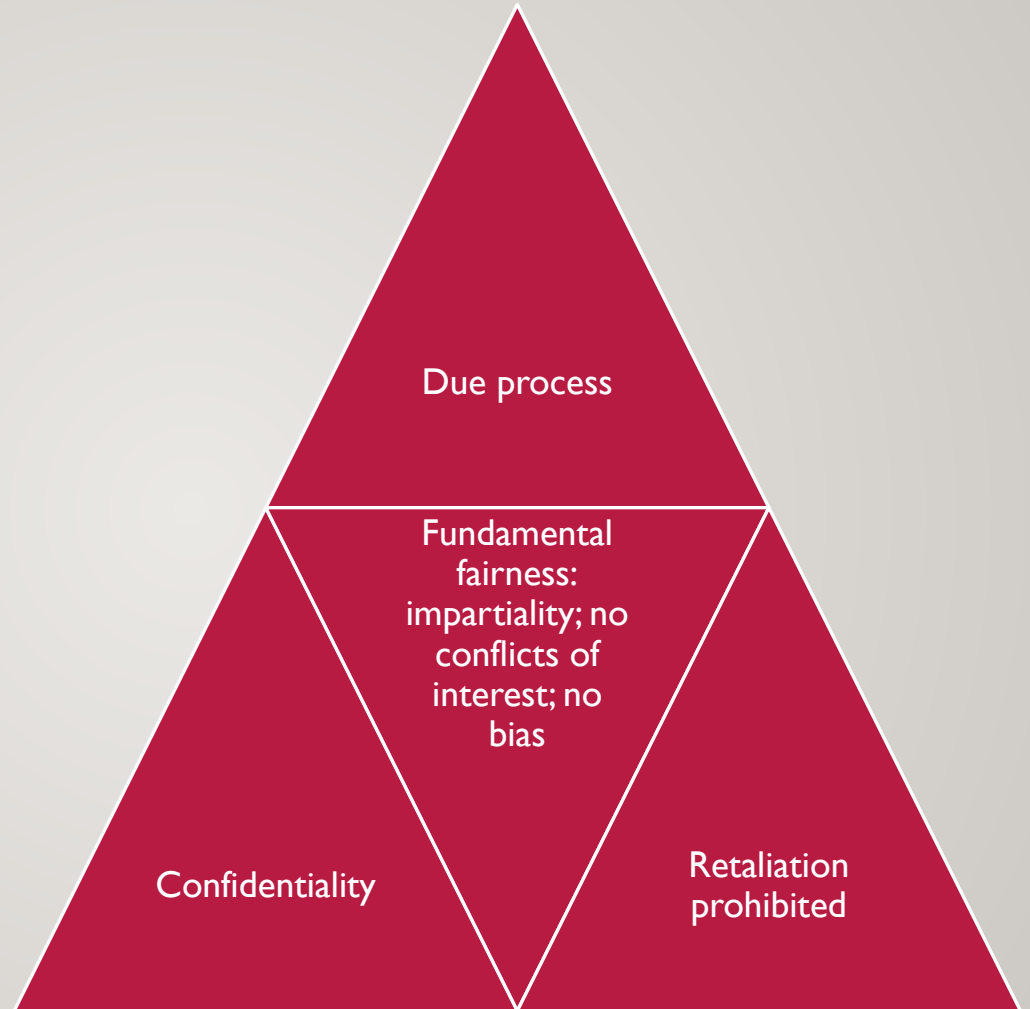 Due process
Fundamental
fairness:
impartiality; no
conflicts of
interest; no
bias
Confidentiality
Retaliation
prohibited